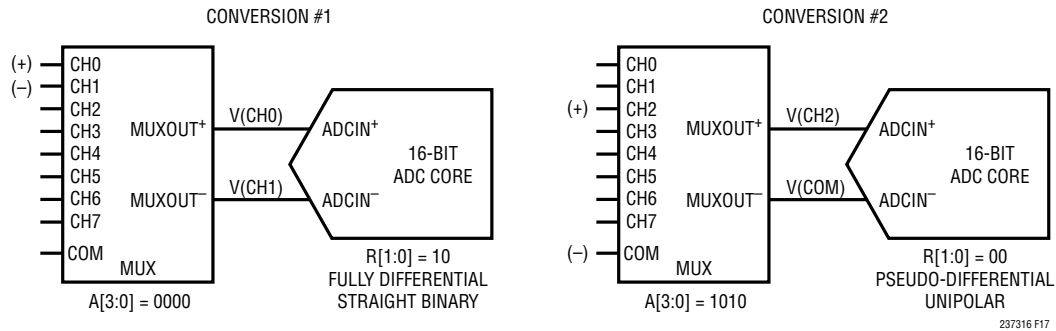 CONVERSION #1
(+)
(–)
CH0
CH1
CH2
CH3
CH4
CH5
CH6
CH7
COM
MUXOUT+
MUXOUT–
MUX
V(CH0)
V(CH1)
ADCIN+
16-BIT
ADC CORE
ADCIN–
A[3:0] = 0000
R[1:0] = 10
FULLY DIFFERENTIAL
STRAIGHT BINARY
CONVERSION #2
(+)
(–)
CH0
CH1
CH2
CH3
CH4
CH5
CH6
CH7
COM
MUXOUT+
MUXOUT–
MUX
V(CH2)
V(COM)
ADCIN+
16-BIT
ADC CORE
ADCIN–
A[3:0] = 1010
R[1:0] = 00
PSEUDO-DIFFERENTIAL
UNIPOLAR
237316 F17